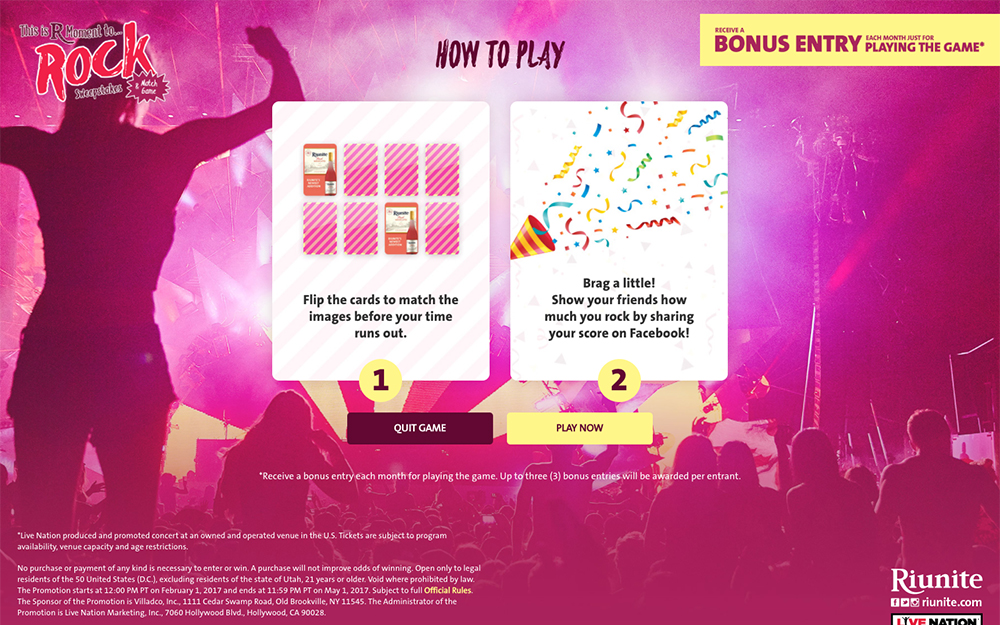 This is R Moment to...
ROCK
Sweepstakes
& Match
Game
HOW TO PLAY
RECEIVE A
BONUS ENTRY EACH MONTH JUST FOR
PLAYING THE GAME*
Riunite
Riunite
Flip the cards to match the
images before your time
runs out.
1
Brag a little!
Show your friends how
much you rock by sharing
your score on Facebook!
2
QUIT GAME
PLAY NOW
*Receive a bonus entry each month for playing the game. Up to three (3) bonus entries will be awarded per entrant.
*Live Nation produced and promoted concert at an owned and operated venue in the U.S. Tickets are subject to program
availability, venue capacity and age restrictions.
No purchase or payment of any kind is necessary to enter or win. A purchase will not improve odds of winning. Open only to legal
residents of the 50 United States (D.C.), excluding residents of the state of Utah, 21 years or older. Void where prohibited by law.
The Promotion starts at 12:00 PM PT on February 1, 2017 and ends at 11:59 PM PT on May 1, 2017. Subject to full Official Rules.
The Sponsor of the Promotion is Villadco, Inc., 1111 Cedar Swamp Road, Old Brookville, NY 11545. The Administrator of the
Promotion is Live Nation Marketing, Inc., 7060 Hollywood Blvd., Hollywood, CA 90028.
Riunite
riunite.com
LIVE NATION